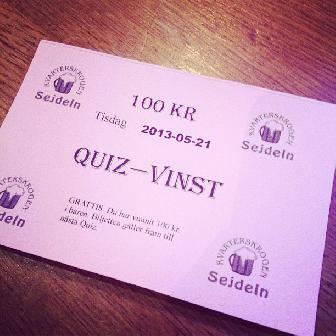 KVARTERSKROGEN
Sejdeln
100 KR
Tisdag 2013-05-21
KVARTERSKROGEN
Sejdeln
QUIZ—VINST
GRATTIS. Du har vunnit 100 kr.
i baren. Biljetten gäller fram till
nästa Quiz.
Sejdeln
KVARTERSKROGEN
Sejdeln